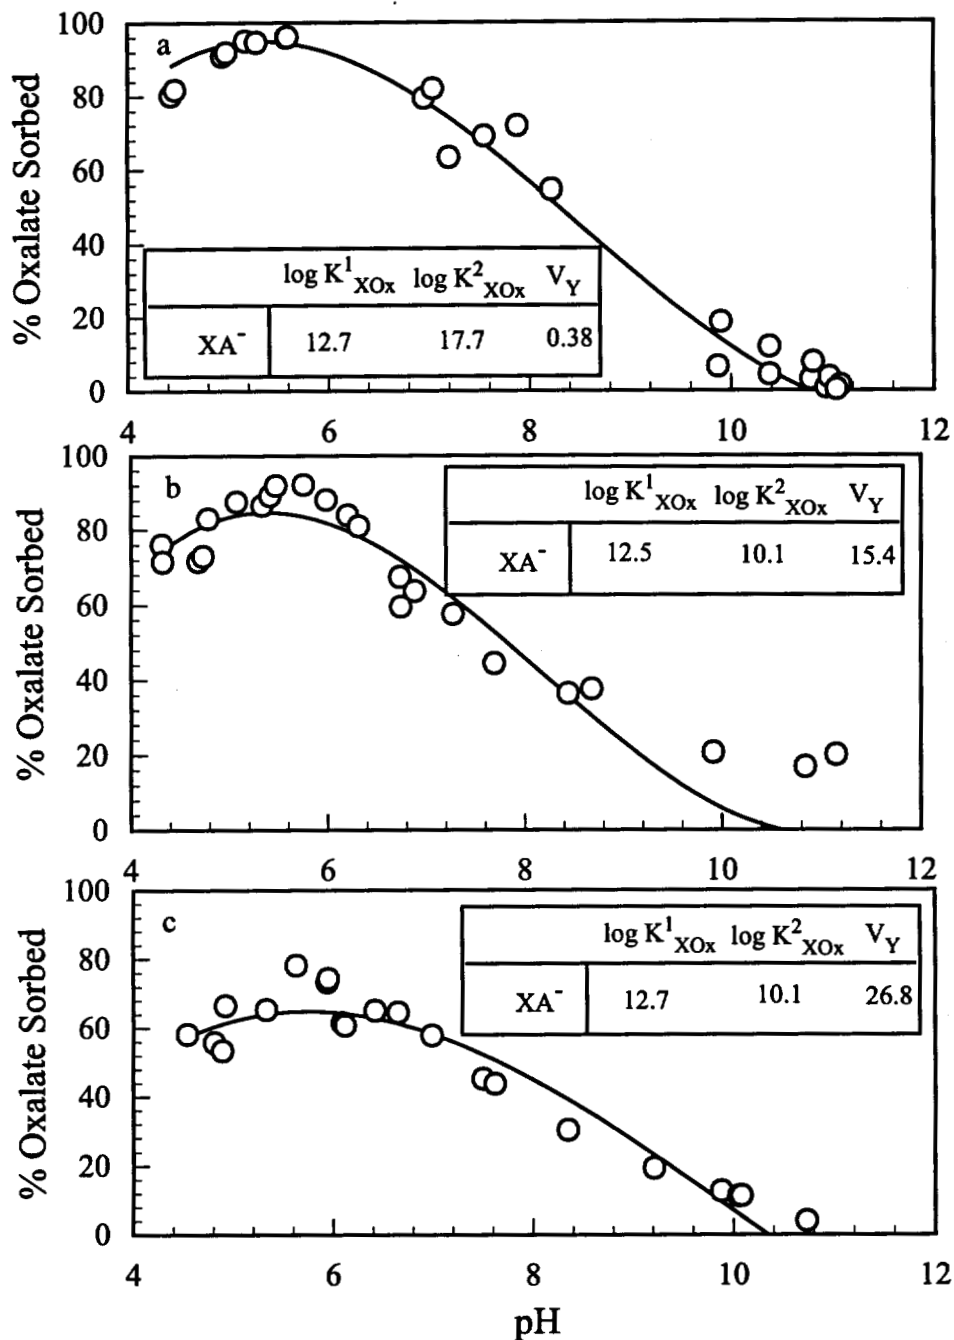 100
a
80
60
40
20
0
% Oxalate Sorbed
log K¹XOx log K²XOx VY
XA⁻ 12.7 17.7 0.38
4 6 8 10 12
100
b
80
60
40
20
0
% Oxalate Sorbed
log K¹XOx log K²XOx VY
XA⁻ 12.5 10.1 15.4
4 6 8 10 12
100
c
80
60
40
20
0
% Oxalate Sorbed
log K¹XOx log K²XOx VY
XA⁻ 12.7 10.1 26.8
4 6 8 10 12
pH